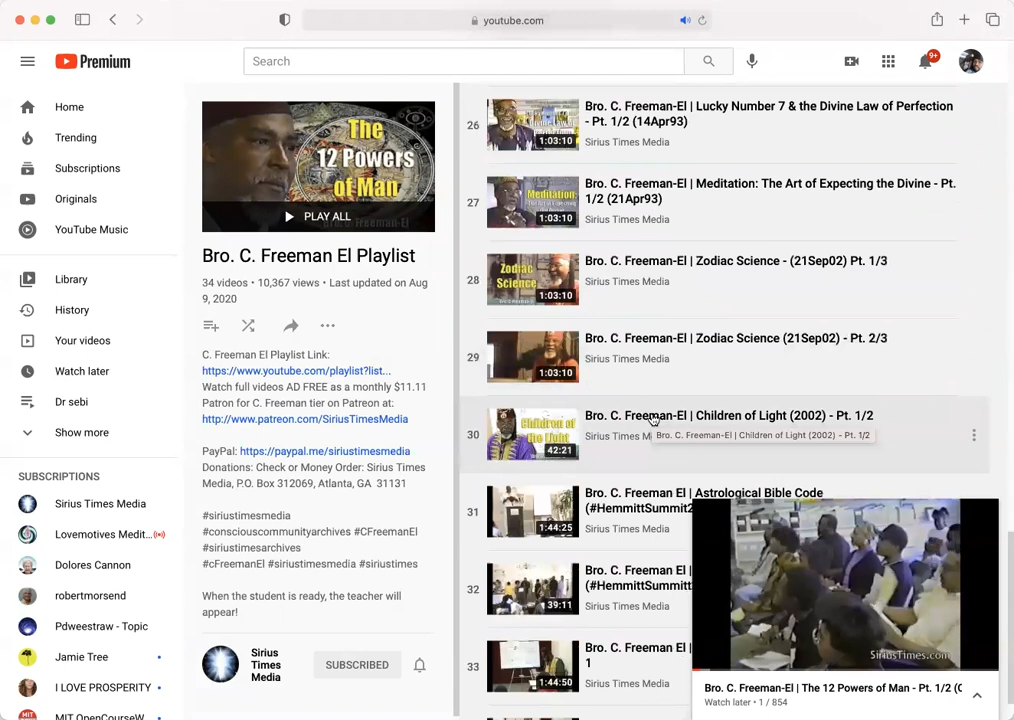 youtube.com
Premium
Search
9+
Home
Trending
Subscriptions
Originals
YouTube Music
Library
History
Your videos
Watch later
Dr sebi
Show more
SUBSCRIPTIONS
Sirius Times Media
Lovemotives Medit...
Dolores Cannon
robertmorsend
Pdweestraw - Topic
Jamie Tree
I LOVE PROSPERITY
MIT OpenCourseW
The
12 Powers
of Man
PLAY ALL
Bro. C. Freeman El Playlist
34 videos • 10,367 views • Last updated on Aug
9, 2020
C. Freeman El Playlist Link:
https://www.youtube.com/playlist?list...
Watch full videos AD FREE as a monthly $11.11
Patron for C. Freeman tier on Patreon at:
http://www.patreon.com/SiriusTimesMedia
PayPal: https://paypal.me/siriustimesmedia
Donations: Check or Money Order: Sirius Times
Media, P.O. Box 312069, Atlanta, GA 31131
#siriustimesmedia
#consciouscommunityarchives #CFreemanEl
#siriustimesarchives
#cFreemanEl #siriustimesmedia #siriustimes
When the student is ready, the teacher will
appear!
Sirius
Times
Media
SUBSCRIBED
26
1:03:10
Bro. C. Freeman-El | Lucky Number 7 & the Divine Law of Perfection
- Pt. 1/2 (14Apr93)
Sirius Times Media
27
Meditation:
1:03:10
Bro. C. Freeman-El | Meditation: The Art of Expecting the Divine - Pt.
1/2 (21Apr93)
Sirius Times Media
28
Zodiac
Science
1:03:10
Bro. C. Freeman-El | Zodiac Science - (21Sep02) Pt. 1/3
Sirius Times Media
29
1:03:10
Bro. C. Freeman-El | Zodiac Science (21Sep02) - Pt. 2/3
Sirius Times Media
30
Children of
the Light
42:21
Bro. C. Freeman-El | Children of Light (2002) - Pt. 1/2
Sirius Times M
Bro. C. Freeman-El | Children of Light (2002) - Pt. 1/2
31
1:44:25
Bro. C. Freeman El | Astrological Bible Code
(#HemmittSummit2
Sirius Times Media
32
39:11
Bro. C. Freeman El |
(#HemmittSummit
Sirius Times Media
33
1:44:50
Bro. C. Freeman El |
1
Sirius Times Media
SiriusTimes.com
Bro. C. Freeman-El | The 12 Powers of Man - Pt. 1/2 (C
Watch later • 1 / 854